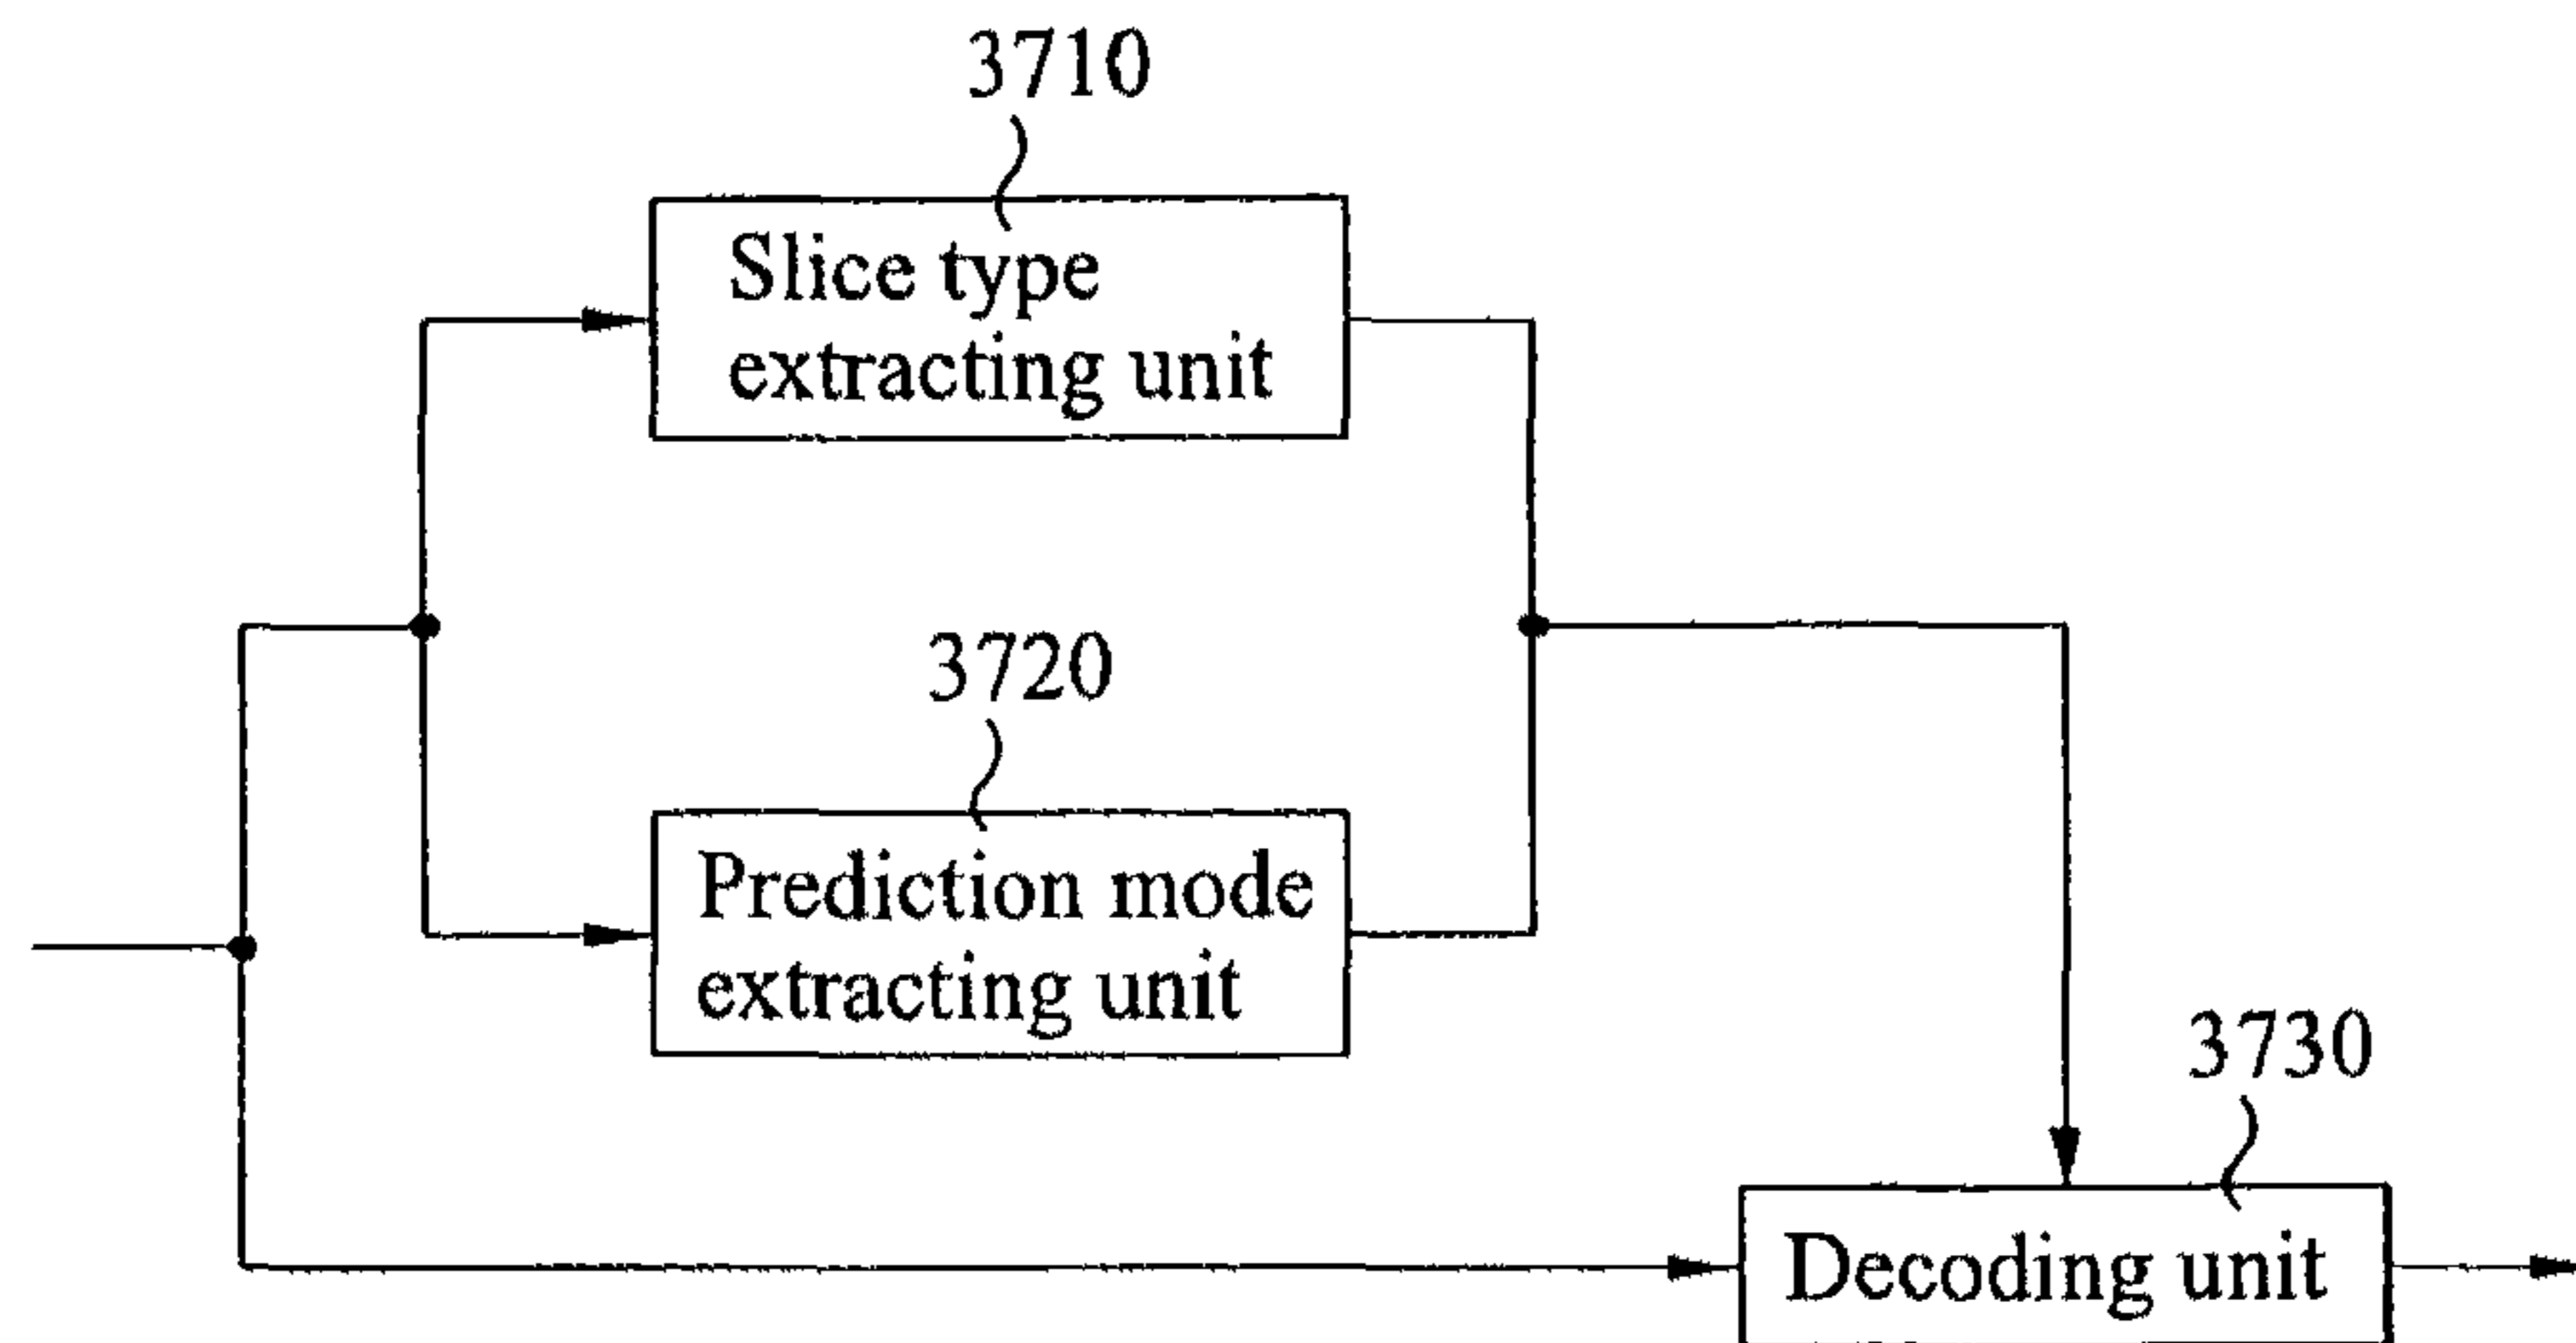 3710
Slice type
extracting unit
3720
Prediction mode
extracting unit
3730
Decoding unit